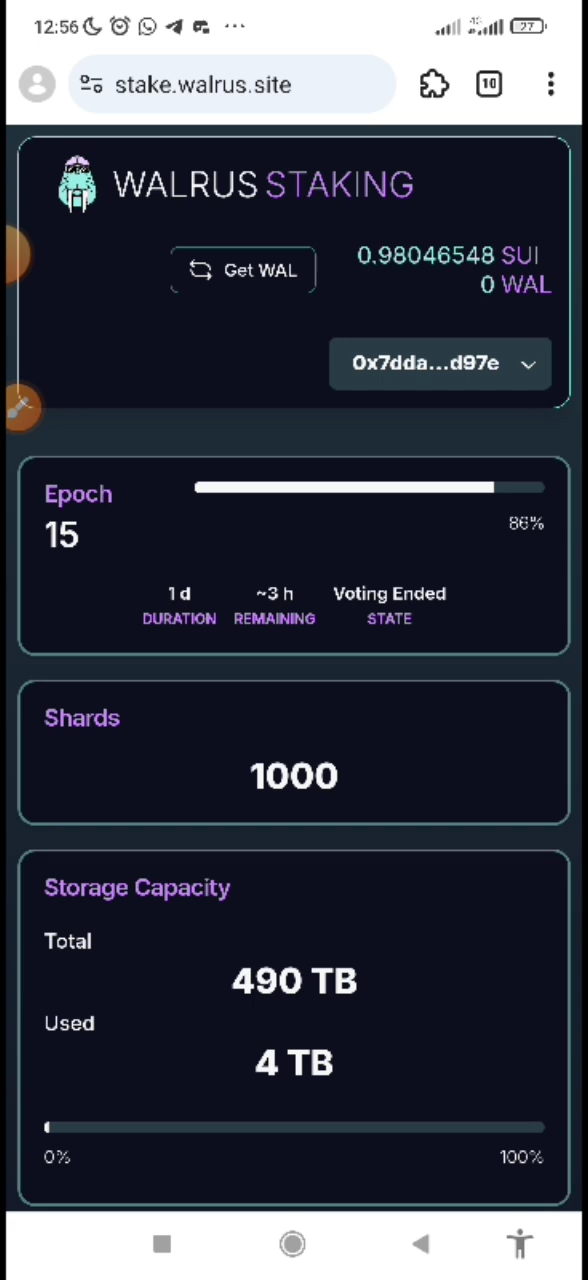 12:56
4G
27
stake.walrus.site
10
WALRUS STAKING
Get WAL
0.98046548 SUI
0 WAL
0x7dda...d97e
Epoch
15
86%
1 d ~3 h Voting Ended
DURATION REMAINING STATE
Shards
1000
Storage Capacity
Total
490 TB
Used
4 TB
0% 100%